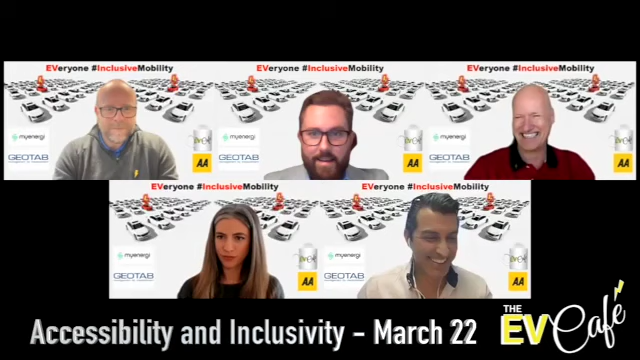 EVeryone #InclusiveMobility
EVeryone #InclusiveMobility
EVeryone #InclusiveMobility
myenergi
GEOTAB
AA
myenergi
GEOTAB
AA
myenergi
GEOTAB
AA
EVeryone #InclusiveMobility
EVeryone #InclusiveMobility
myenergi
GEOTAB
AA
myenergi
GEOTAB
AA
Accessibility and Inclusivity - March 22
THE
EV Café